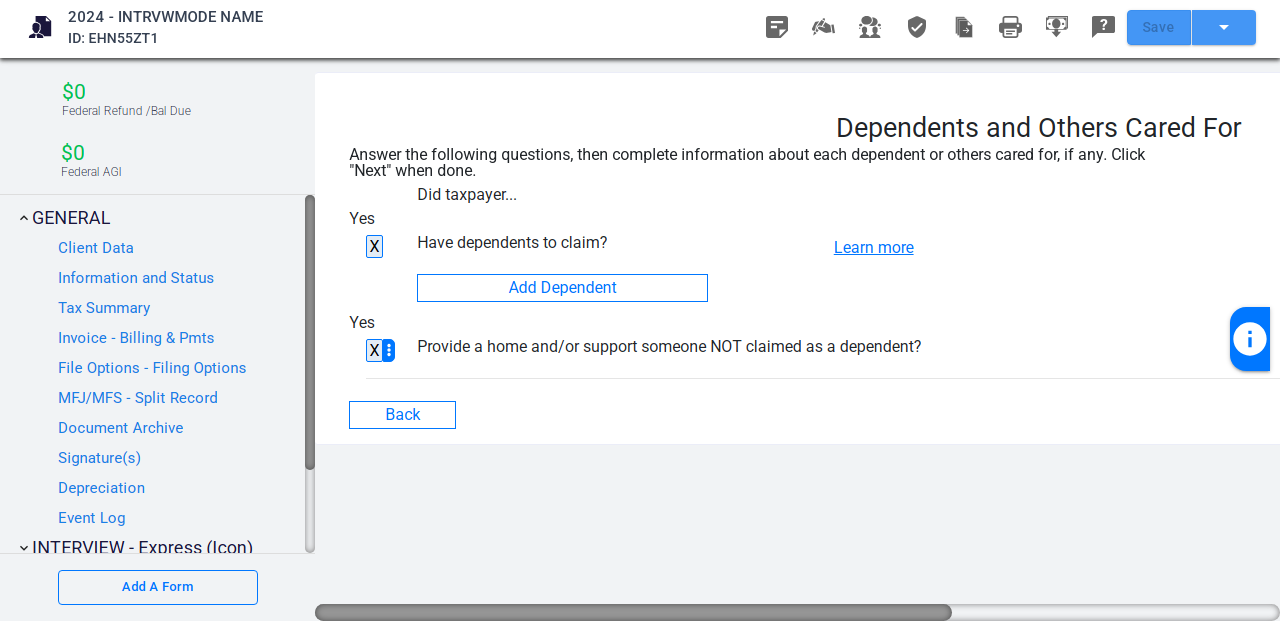 2024 - INTRVWMODE NAME
ID: EHN55ZT1
Save
$0
Federal Refund /Bal Due
$0
Federal AGI
GENERAL
Client Data
Information and Status
Tax Summary
Invoice - Billing & Pmts
File Options - Filing Options
MFJ/MFS - Split Record
Document Archive
Signature(s)
Depreciation
Event Log
INTERVIEW - Express (Icon)
Add A Form
Dependents and Others Cared For
Answer the following questions, then complete information about each dependent or others cared for, if any. Click
"Next" when done.
Did taxpayer...
Yes
X Have dependents to claim? Learn more
Add Dependent
Yes
X Provide a home and/or support someone NOT claimed as a dependent?
Back